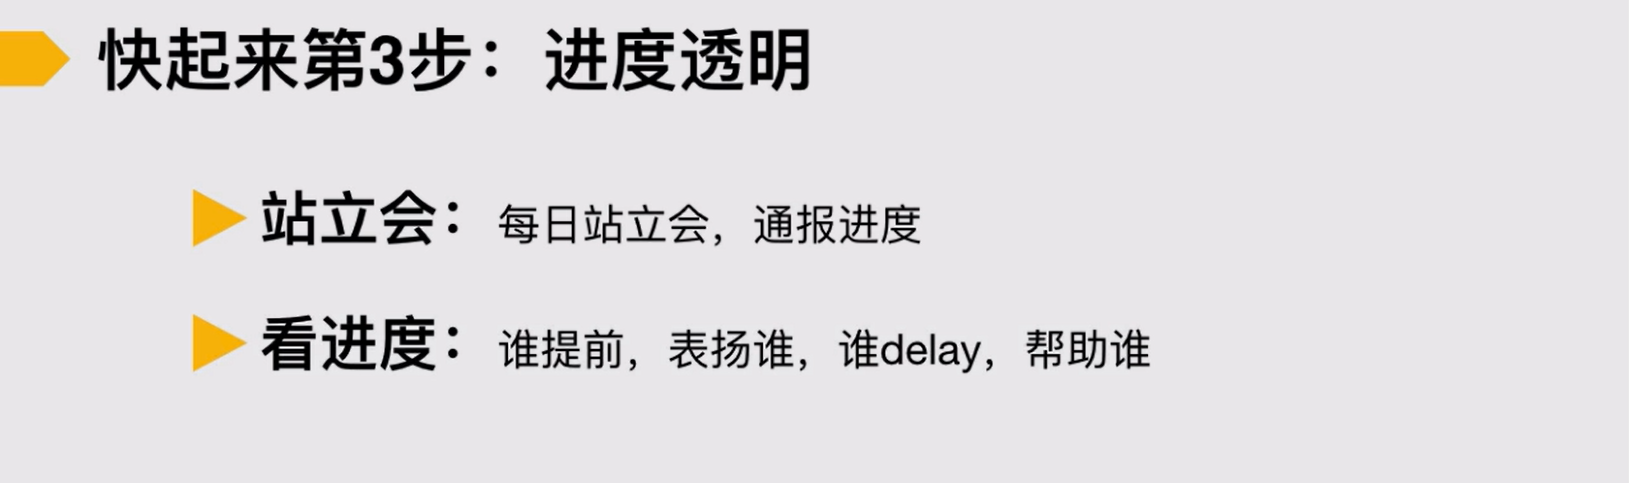 快起来第3步：进度透明
站立会：每日站立会，通报进度
看进度：谁提前，表扬谁，谁delay，帮助谁